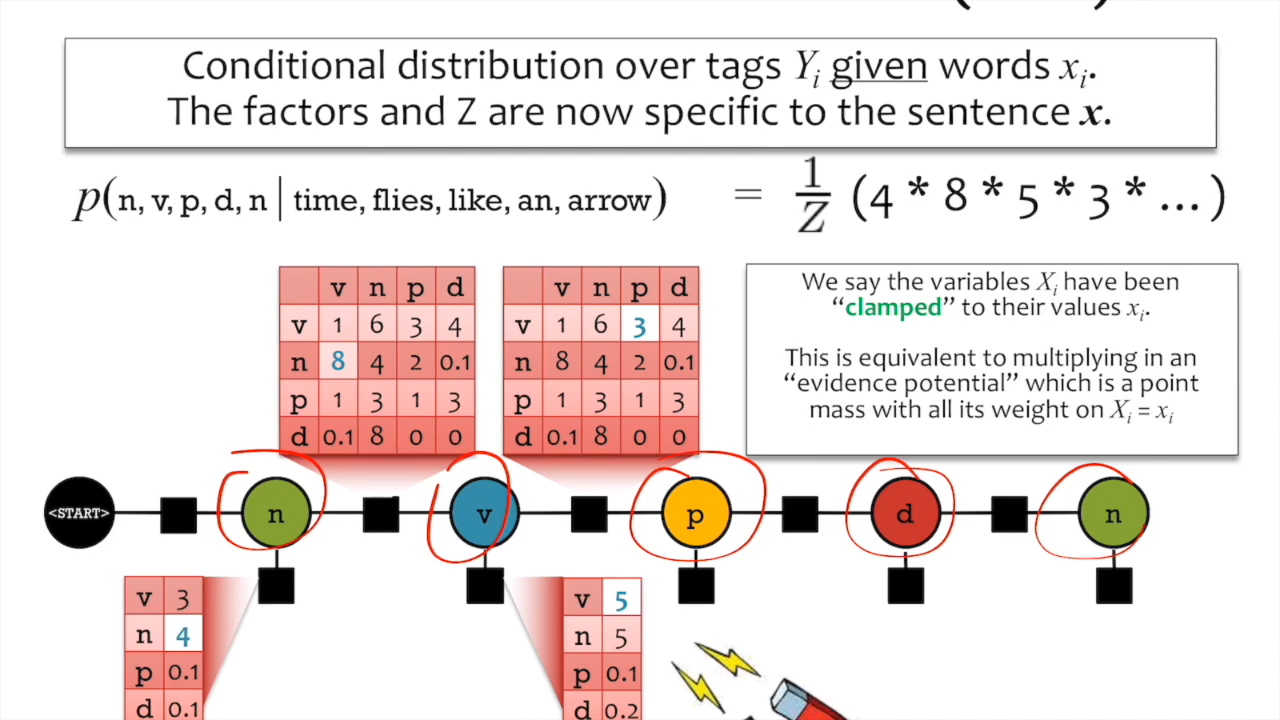 Conditional distribution over tags Yi given words xi.
The factors and Z are now specific to the sentence x.
p(n, v, p, d, n | time, flies, like, an, arrow) = 1/Z (4 * 8 * 5 * 3 * ...)
v n p d
v 1 6 3 4
n 8 4 2 0.1
p 1 3 1 3
d 0.1 8 0 0
v n p d
v 1 6 3 4
n 8 4 2 0.1
p 1 3 1 3
d 0.1 8 0 0
We say the variables Xi have been
“clamped” to their values xi.
This is equivalent to multiplying in an
“evidence potential” which is a point
mass with all its weight on Xi = xi
<START> n v p d n
v 3
n 4
p 0.1
d 0.1
v 5
n 5
p 0.1
d 0.2